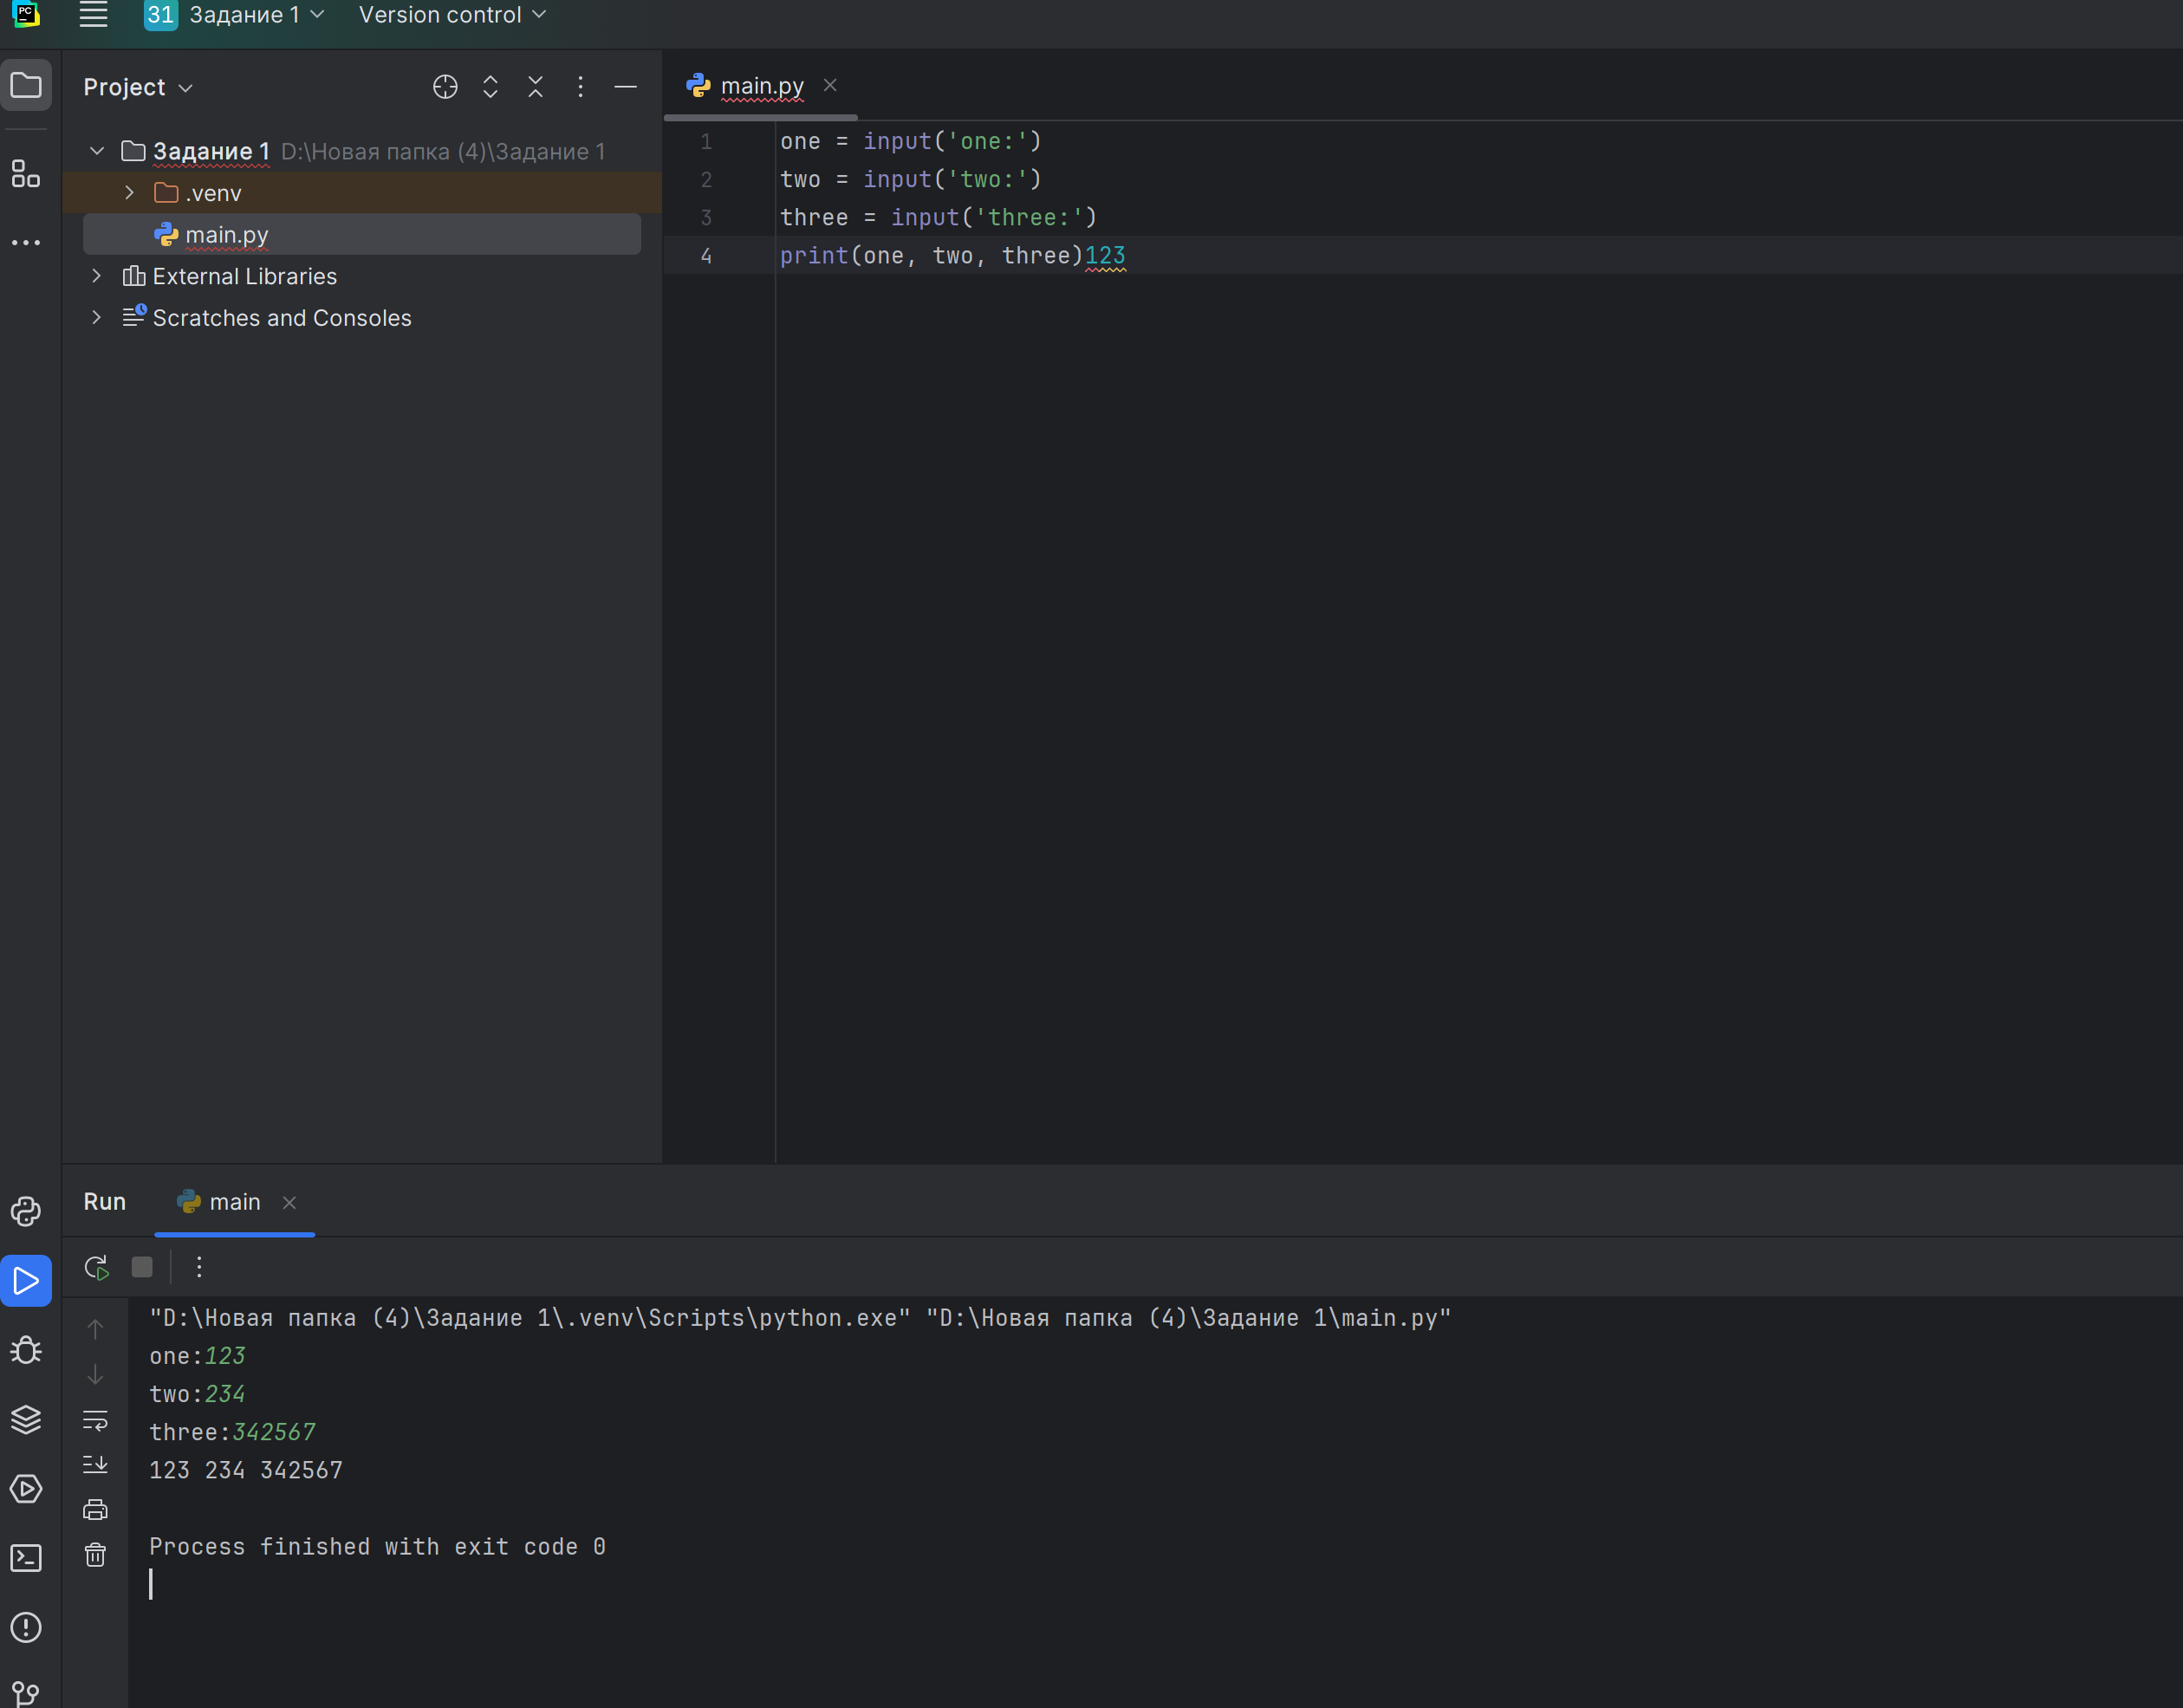 PC
31 Задание 1 Version control
Project
main.py
Задание 1 D:\Новая папка (4)\Задание 1
.venv
main.py
External Libraries
Scratches and Consoles
1 one = input('one:')
2 two = input('two:')
3 three = input('three:')
4 print(one, two, three)123
Run main
"D:\Новая папка (4)\Задание 1\.venv\Scripts\python.exe" "D:\Новая папка (4)\Задание 1\main.py"
one:123
two:234
three:342567
123 234 342567
Process finished with exit code 0